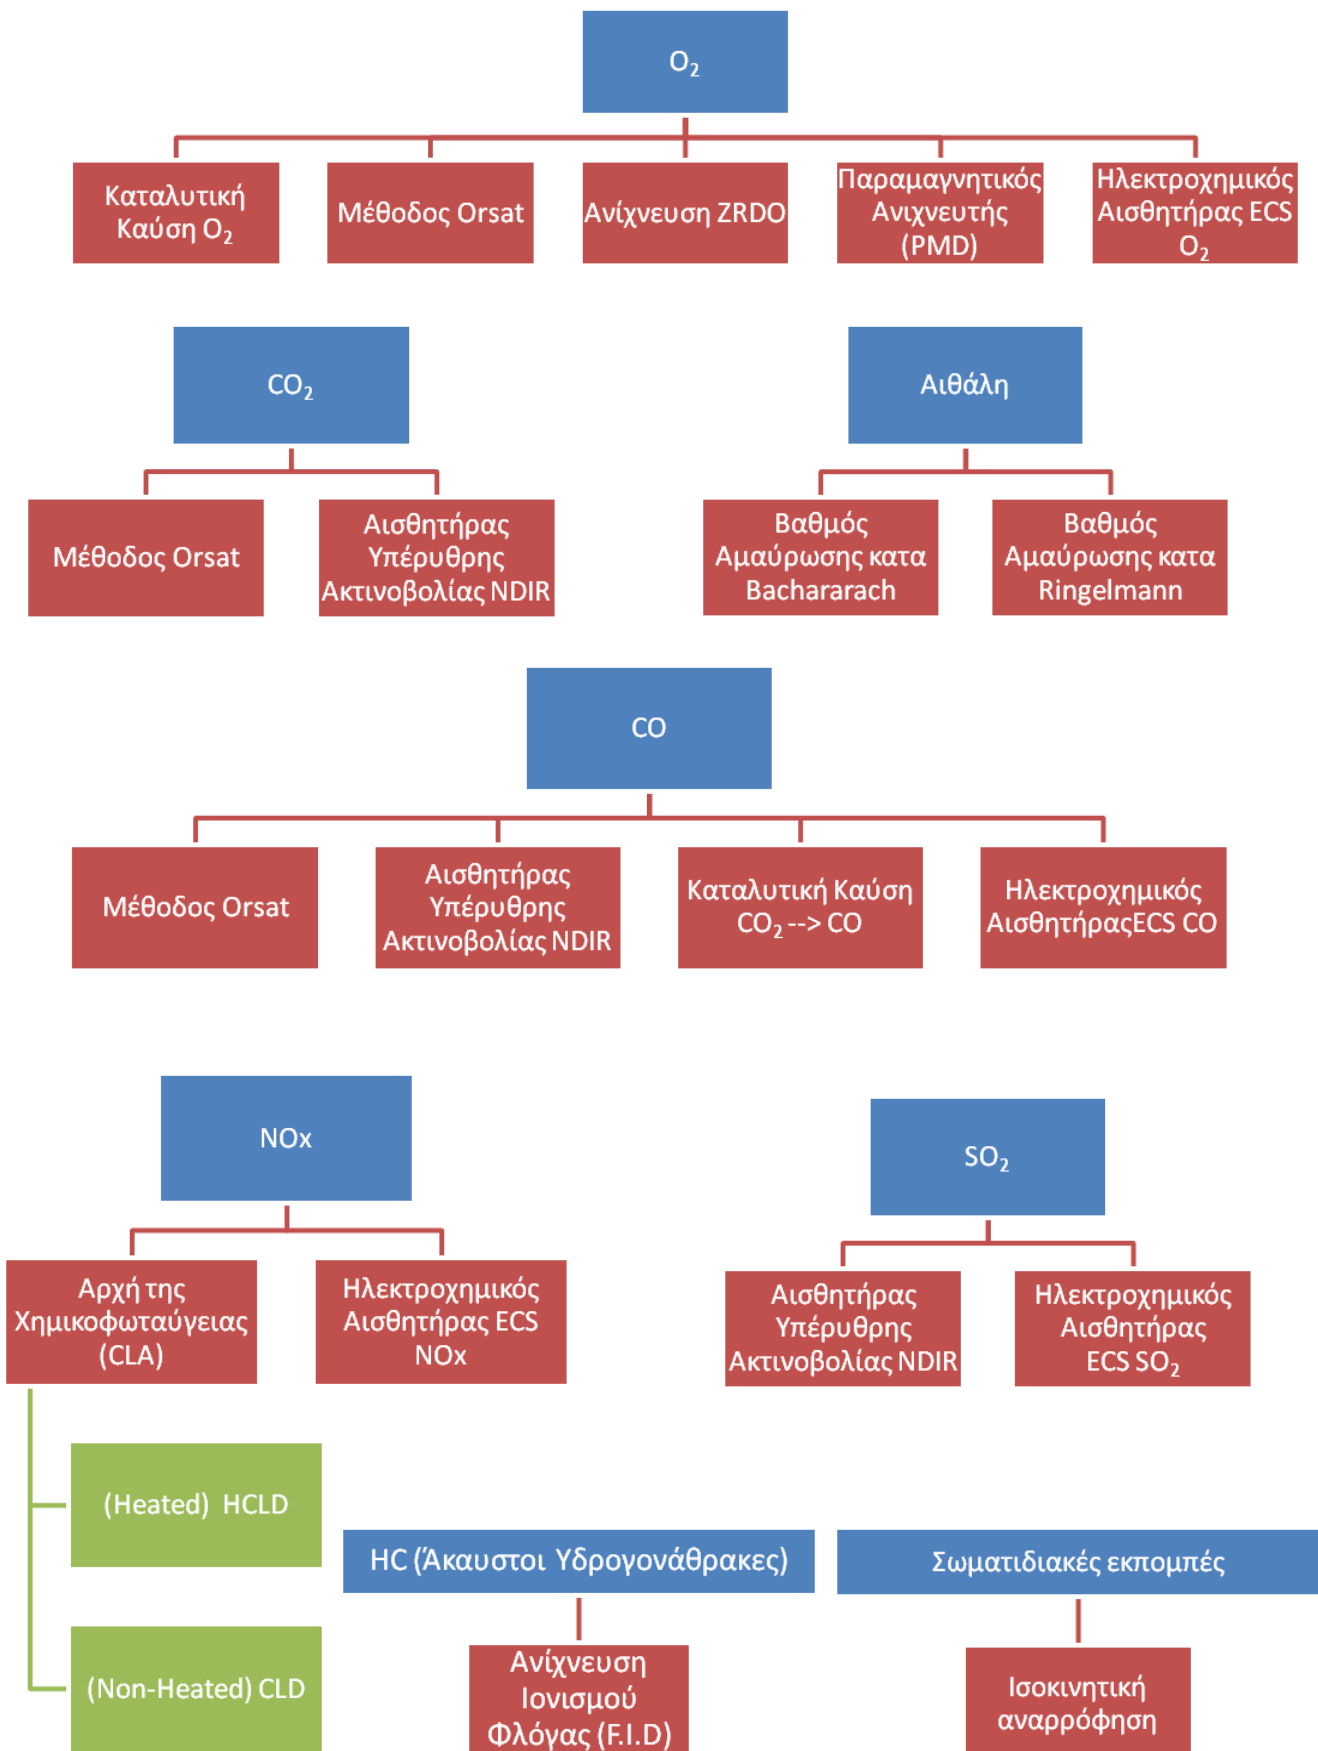 O₂
Καταλυτική
Καύση O₂
Μέθοδος Orsat
Ανίχνευση ZRDO
Παραμαγνητικός
Ανιχνευτής
(PMD)
Ηλεκτροχημικός
Αισθητήρας ECS
O₂
CO₂
Μέθοδος Orsat
Αισθητήρας
Υπέρυθρης
Ακτινοβολίας NDIR
Αιθάλη
Βαθμός
Αμαύρωσης κατα
Bachararach
Βαθμός
Αμαύρωσης κατα
Ringelmann
CO
Μέθοδος Orsat
Αισθητήρας
Υπέρυθρης
Ακτινοβολίας NDIR
Καταλυτική Καύση
CO₂ --> CO
Ηλεκτροχημικός
ΑισθητήραςECS CO
NOx
Αρχή της
Χημικοφωταύγειας
(CLA)
Ηλεκτροχημικός
Αισθητήρας ECS
NOx
(Heated) HCLD
(Non-Heated) CLD
SO₂
Αισθητήρας
Υπέρυθρης
Ακτινοβολίας NDIR
Ηλεκτροχημικός
Αισθητήρας
ECS SO₂
HC (Άκαυστοι Υδρογονάθρακες)
Ανίχνευση
Ιονισμού
Φλόγας (F.I.D)
Σωματιδιακές εκπομπές
Ισοκινητική
αναρρόφηση